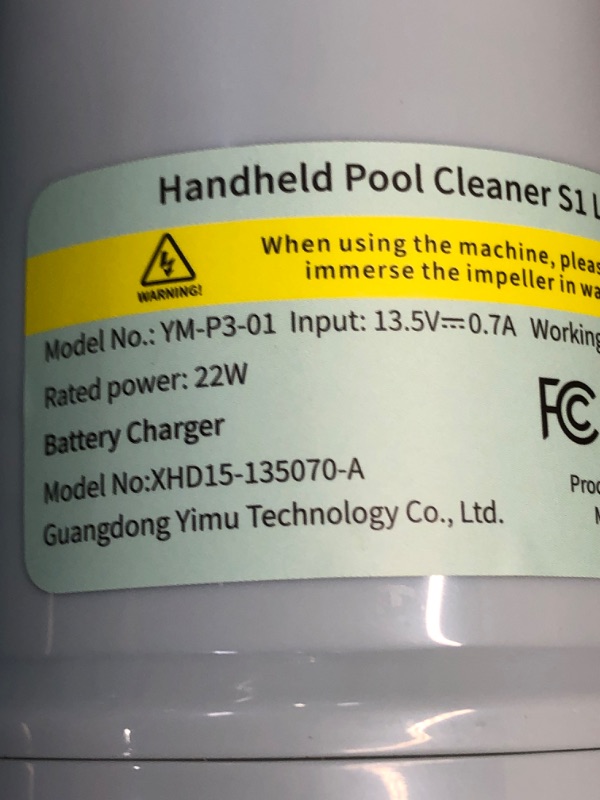 Handheld Pool Cleaner S1
WARNING!
When using the machine,
immerse the impeller in
Model No.: YM-P3-01 Input: 13.5V⎓0.7A Working
Rated power: 22W
FC
Battery Charger
Model No:XHD15-135070-A
Guangdong Yimu Technology Co., Ltd.